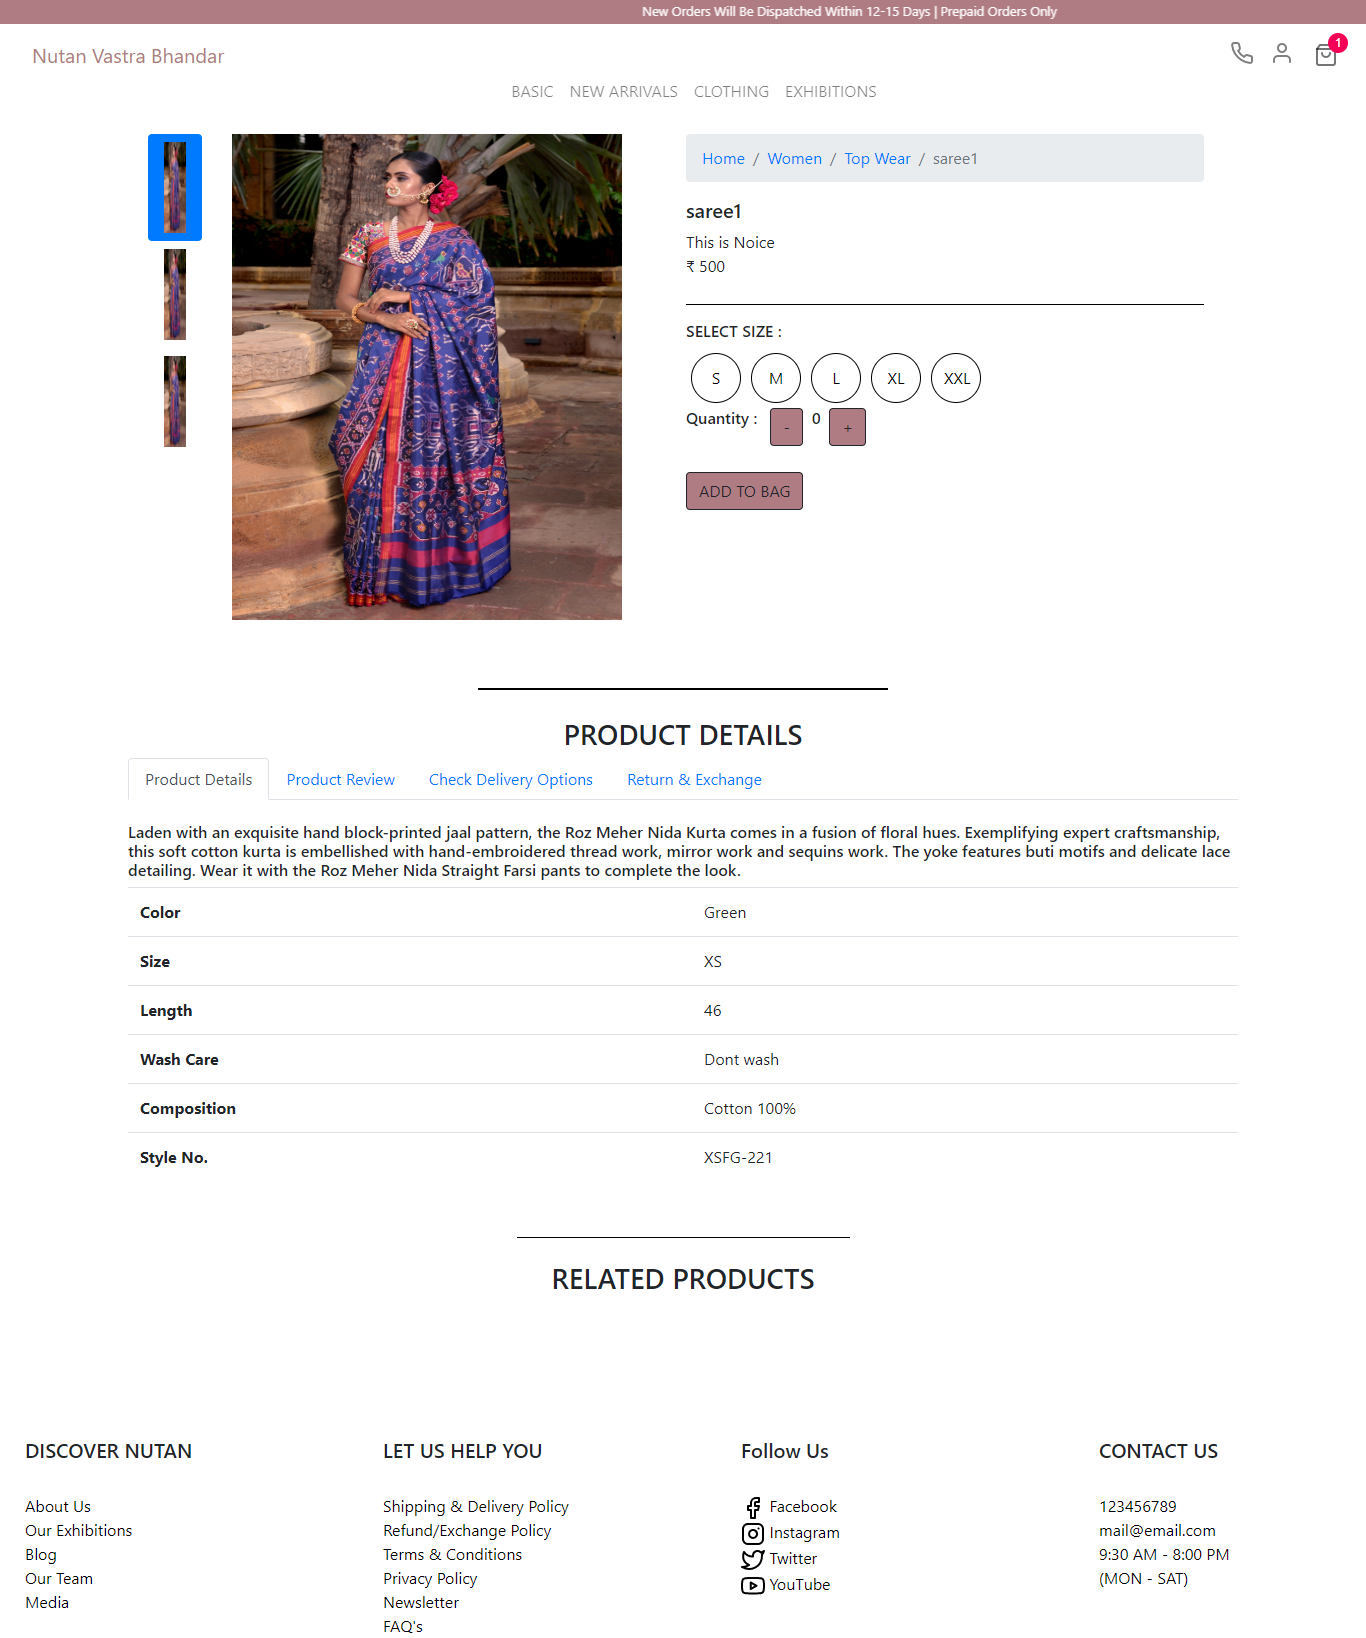 New Orders Will Be Dispatched Within 12-15 Days | Prepaid Orders Only
Nutan Vastra Bhandar
1
BASIC NEW ARRIVALS CLOTHING EXHIBITIONS
Home / Women / Top Wear / saree1
saree1
This is Noice
₹ 500
SELECT SIZE :
S M L XL XXL
Quantity : - 0 +
ADD TO BAG
PRODUCT DETAILS
Product Details Product Review Check Delivery Options Return & Exchange
Laden with an exquisite hand block-printed jaal pattern, the Roz Meher Nida Kurta comes in a fusion of floral hues. Exemplifying expert craftsmanship,
this soft cotton kurta is embellished with hand-embroidered thread work, mirror work and sequins work. The yoke features buti motifs and delicate lace
detailing. Wear it with the Roz Meher Nida Straight Farsi pants to complete the look.
Color Green
Size XS
Length 46
Wash Care Dont wash
Composition Cotton 100%
Style No. XSFG-221
RELATED PRODUCTS
DISCOVER NUTAN
About Us
Our Exhibitions
Blog
Our Team
Media
LET US HELP YOU
Shipping & Delivery Policy
Refund/Exchange Policy
Terms & Conditions
Privacy Policy
Newsletter
FAQ's
Follow Us
Facebook
Instagram
Twitter
YouTube
CONTACT US
123456789
mail@email.com
9:30 AM - 8:00 PM
(MON - SAT)